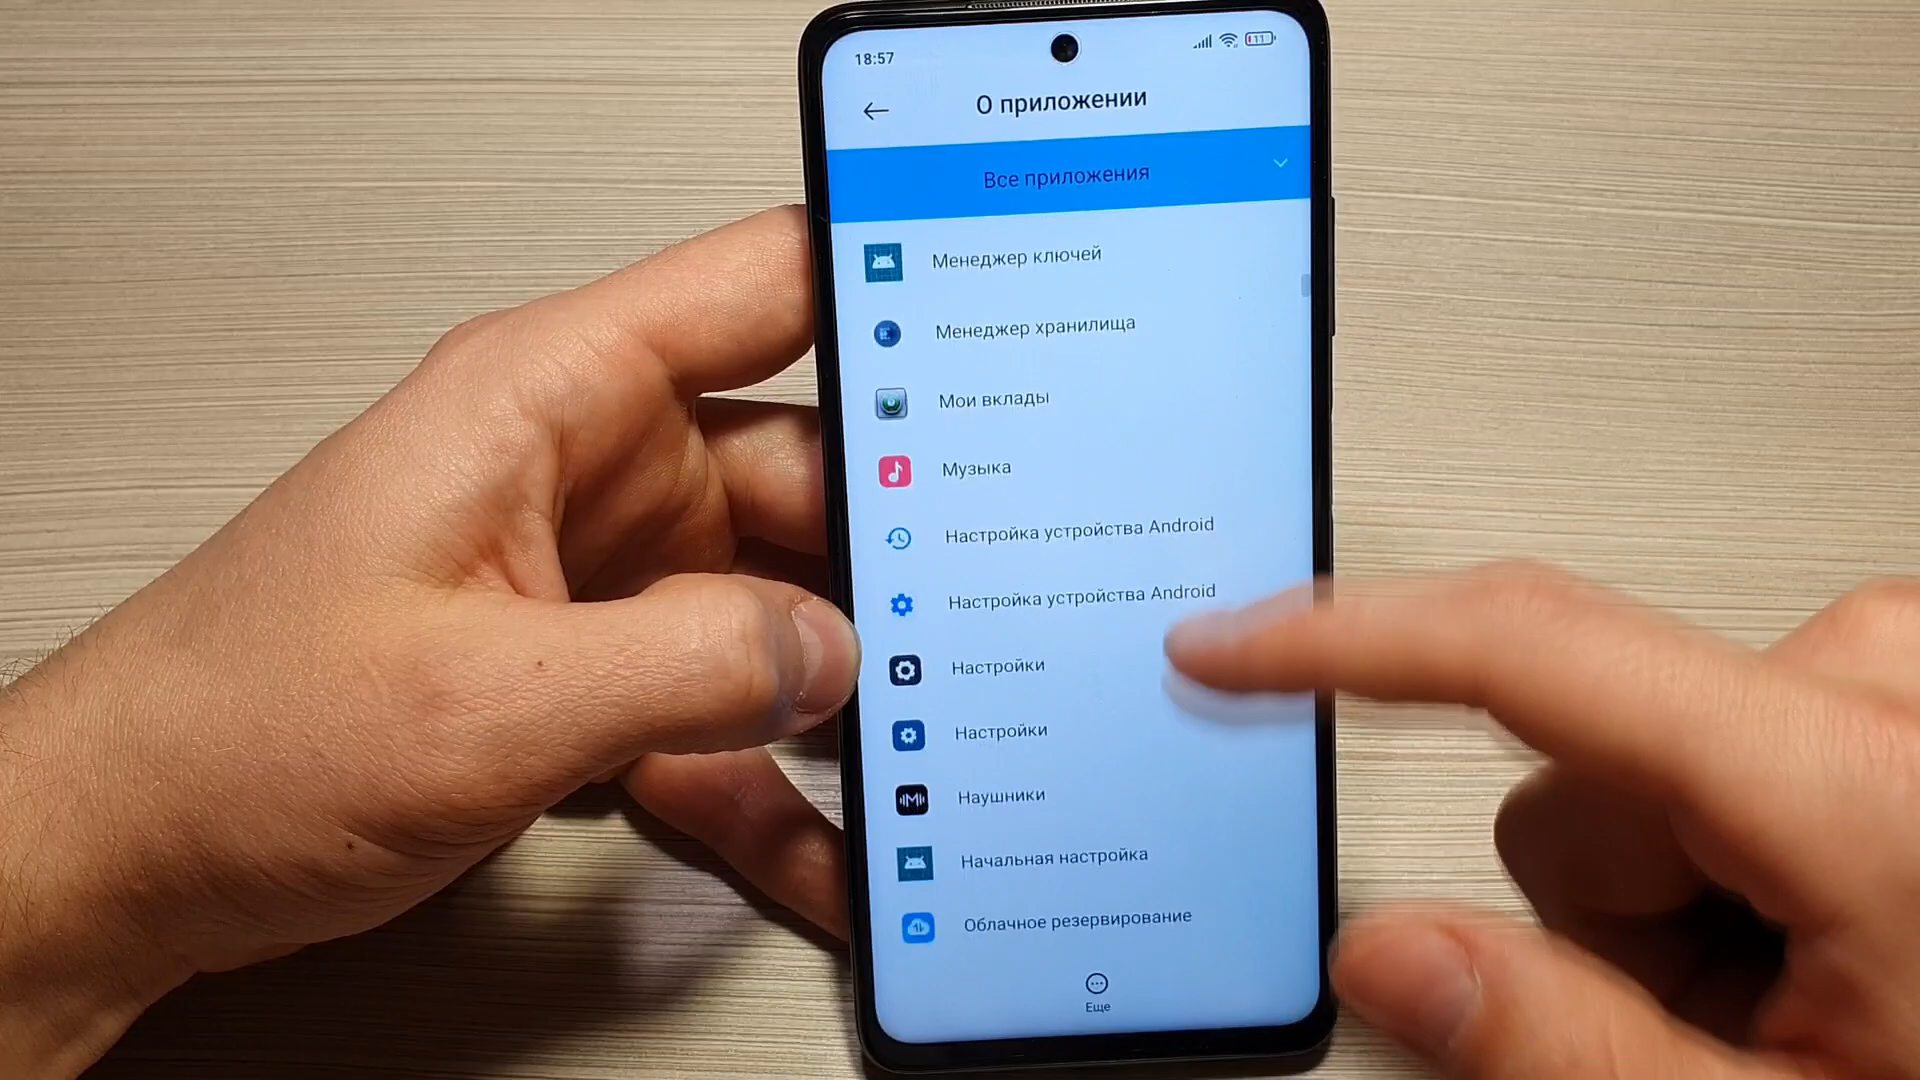 18:57
11
О приложении
Все приложения
Менеджер ключей
Менеджер хранилища
Мои вклады
Музыка
Настройка устройства Android
Настройка устройства Android
Настройки
Настройки
Наушники
Начальная настройка
Облачное резервирование
Еще